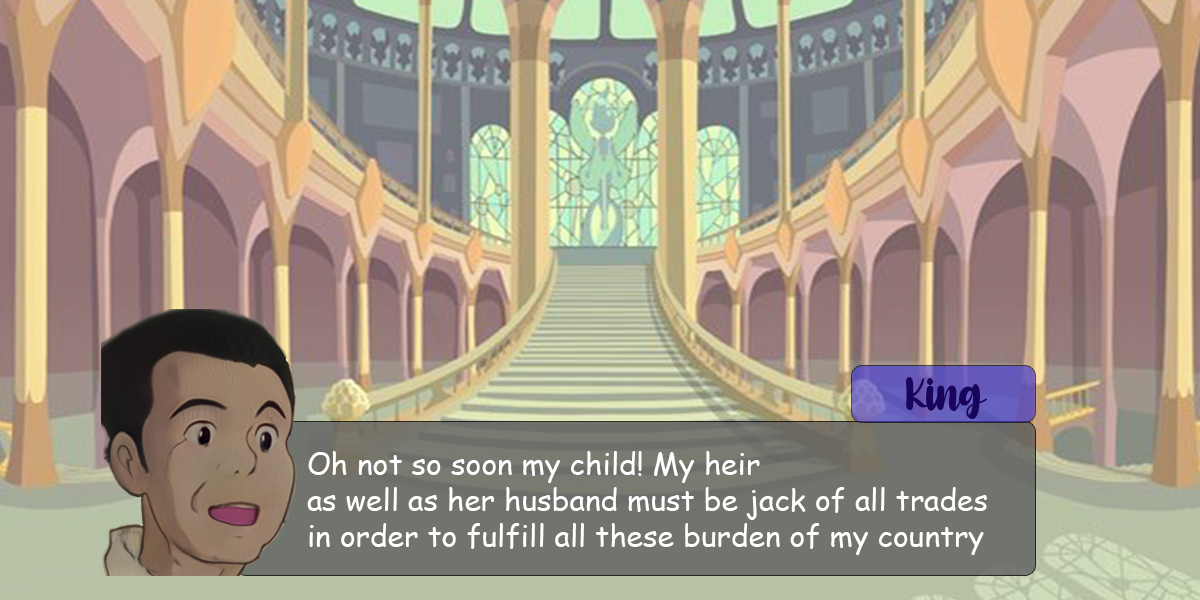 King
Oh not so soon my child! My heir
as well as her husband must be jack of all trades
in order to fulfill all these burden of my country